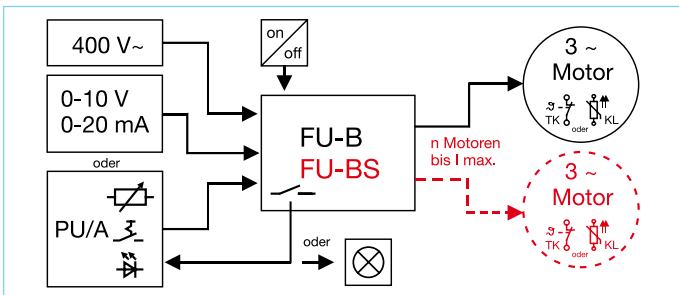 400 V~
on
off
0-10 V
0-20 mA
oder
PU/A
FU-B
FU-BS
oder
n Motoren
bis I max.
3 ~
Motor
ϑ
TK
oder
KL
3 ~
Motor
ϑ
TK
oder
KL